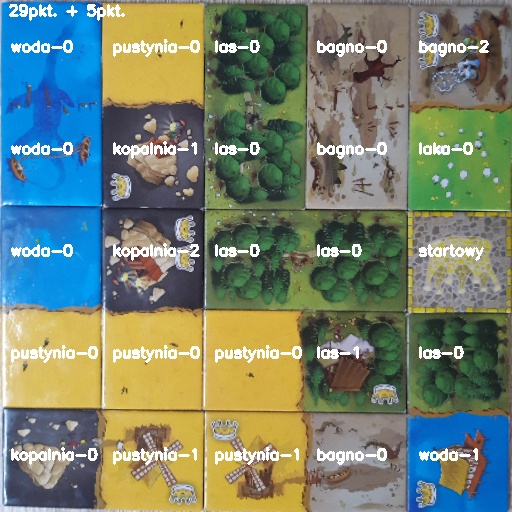 29pkt. + 5pkt.
woda-0 pustynia-0 las-0 bagno-0 bagno-2
woda-0 kopalnia-1 las-0 bagno-0 laka-0
woda-0 kopalnia-2 las-0 las-0 startowy
pustynia-0 pustynia-0 pustynia-0 las-1 las-0
kopalnia-0 pustynia-1 pustynia-1 bagno-0 woda-1